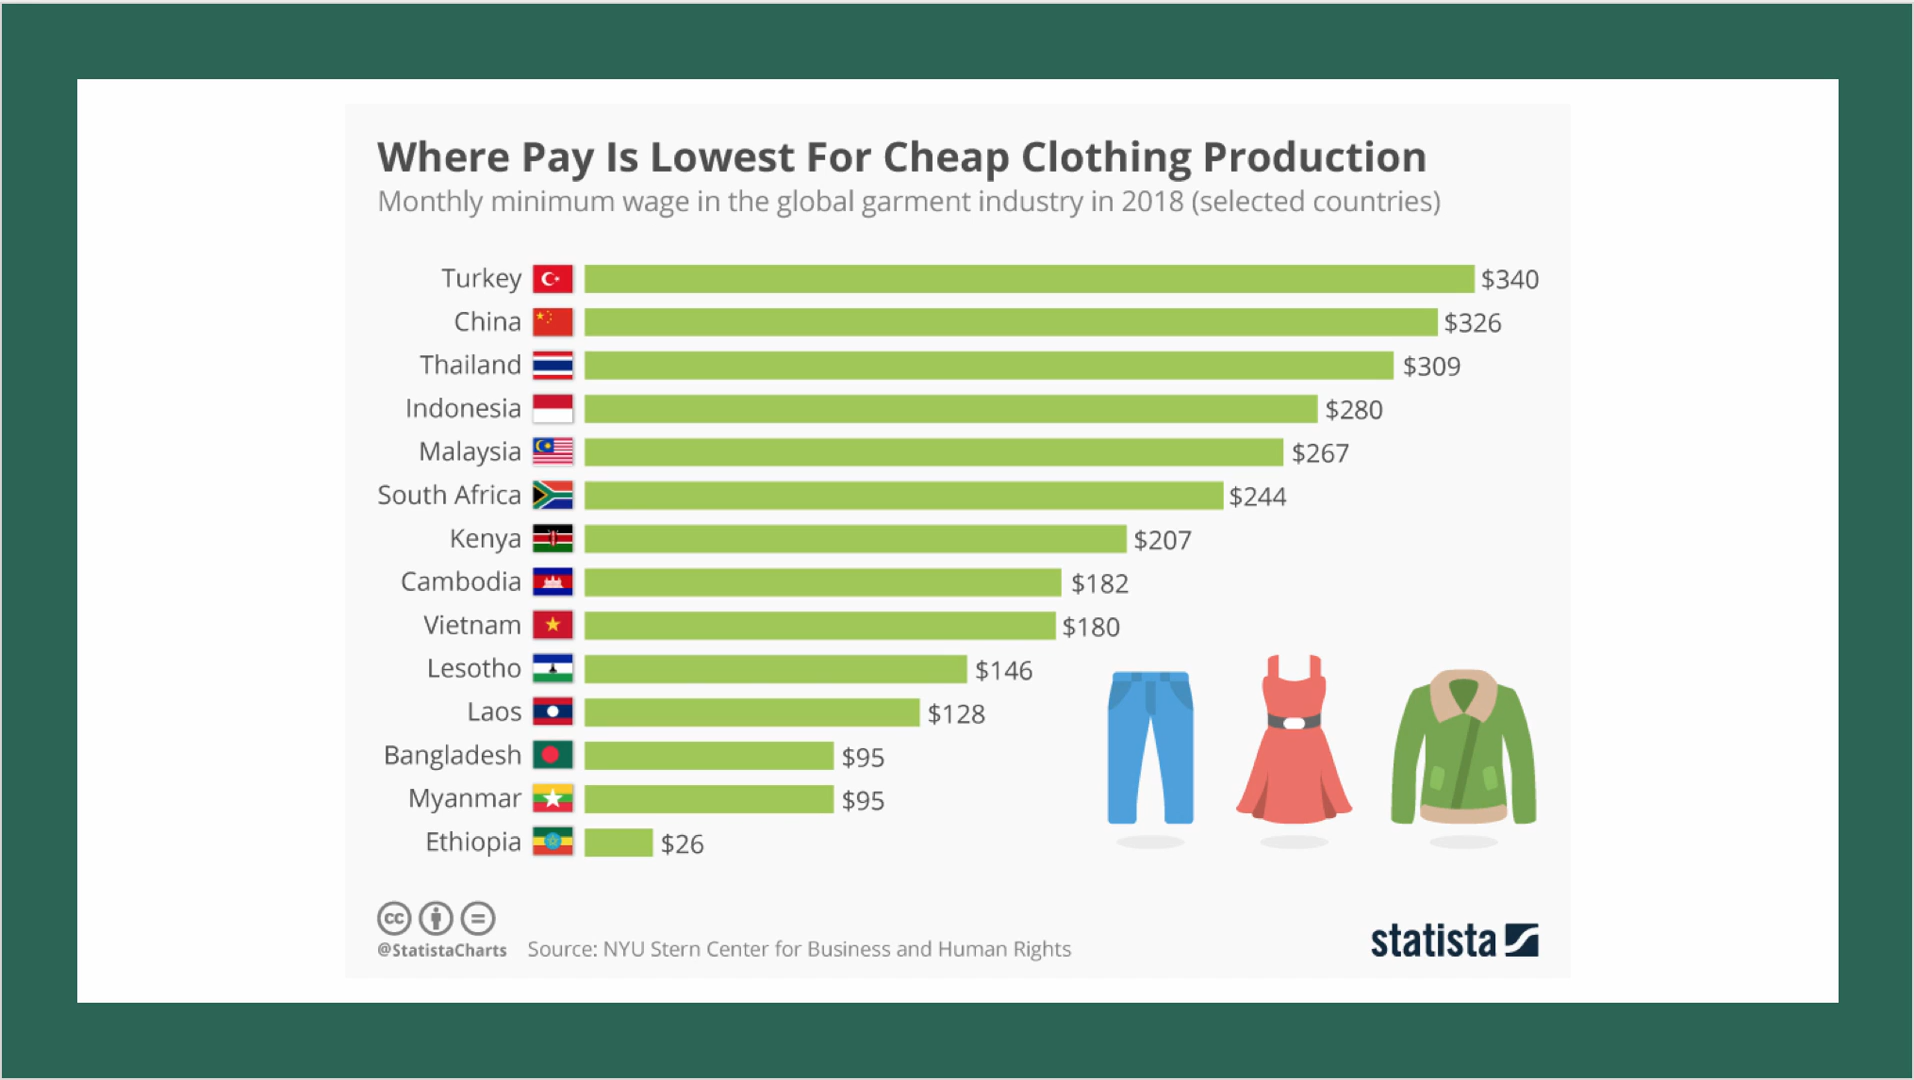 Where Pay Is Lowest For Cheap Clothing Production
Monthly minimum wage in the global garment industry in 2018 (selected countries)
Turkey $340
China $326
Thailand $309
Indonesia $280
Malaysia $267
South Africa $244
Kenya $207
Cambodia $182
Vietnam $180
Lesotho $146
Laos $128
Bangladesh $95
Myanmar $95
Ethiopia $26
cc
@StatistaCharts Source: NYU Stern Center for Business and Human Rights
statista